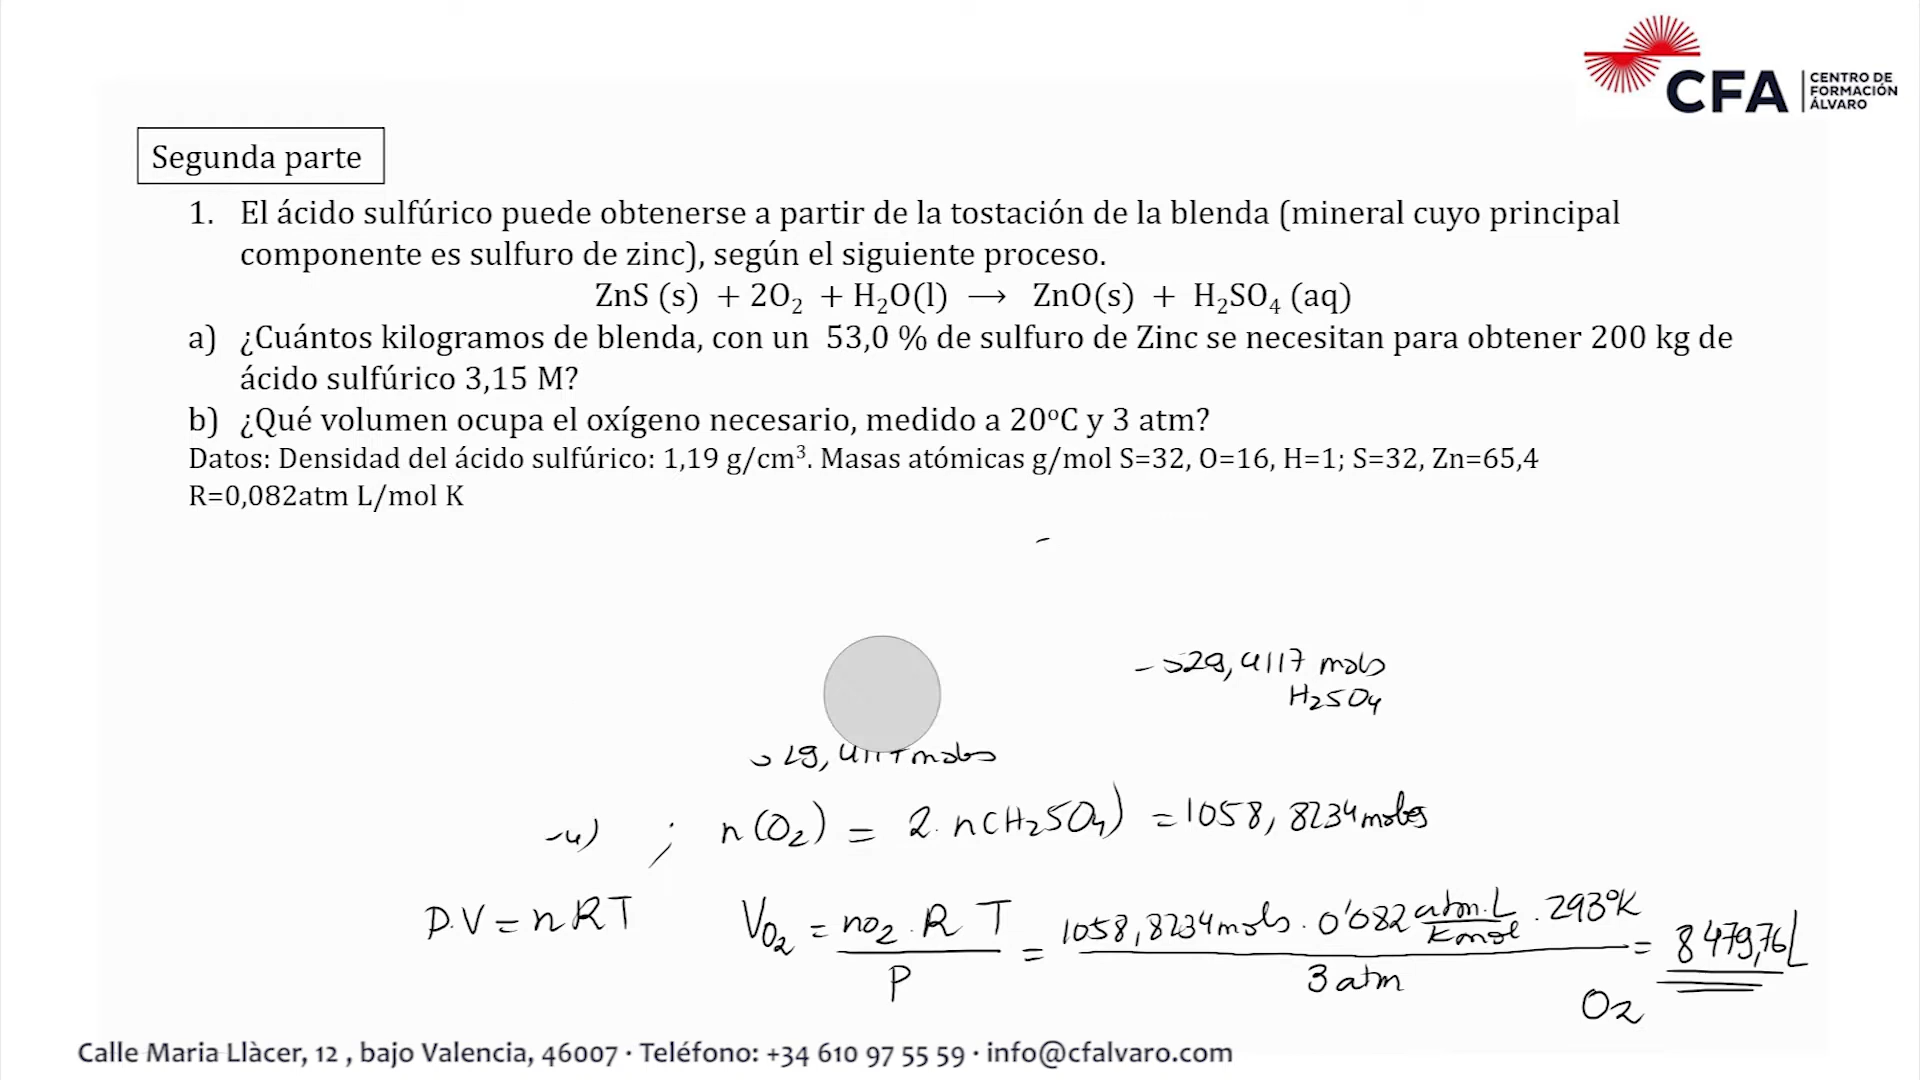 CFA
CENTRO DE
FORMACIÓN
ÁLVARO
Segunda parte
1. El ácido sulfúrico puede obtenerse a partir de la tostación de la blenda (mineral cuyo principal
componente es sulfuro de zinc), según el siguiente proceso.
ZnS (s) + 2O₂ + H₂O(l) ⟶ ZnO(s) + H₂SO₄ (aq)
a) ¿Cuántos kilogramos de blenda, con un 53,0 % de sulfuro de Zinc se necesitan para obtener 200 kg de
ácido sulfúrico 3,15 M?
b) ¿Qué volumen ocupa el oxígeno necesario, medido a 20ºC y 3 atm?
Datos: Densidad del ácido sulfúrico: 1,19 g/cm³. Masas atómicas g/mol S=32, O=16, H=1; S=32, Zn=65,4
R=0,082atm L/mol K
29,4117 mols
H₂SO₄
mols
; n(O₂) = 2. n(H₂SO₄) = 1058,8234 moles
P.V = nRT V_O₂ = n_O₂ . R T / P = 1058,8234 mols . 0'082 atm.L/K mol . 293ºK / 3 atm = 8479,76 L
O₂
Calle Maria Llàcer, 12 , bajo Valencia, 46007 · Teléfono: +34 610 97 55 59 · info@cfalvaro.com